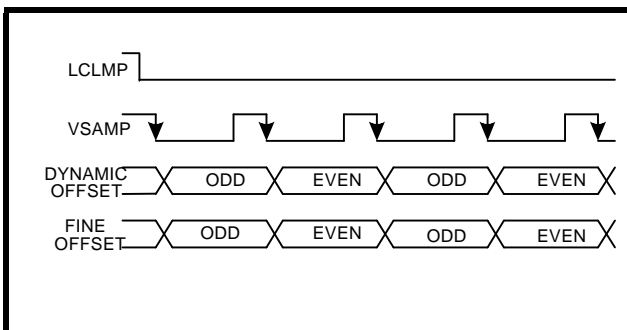 LCLMP
VSAMP
DYNAMIC OFFSET ODD EVEN ODD EVEN
FINE OFFSET ODD EVEN ODD EVEN